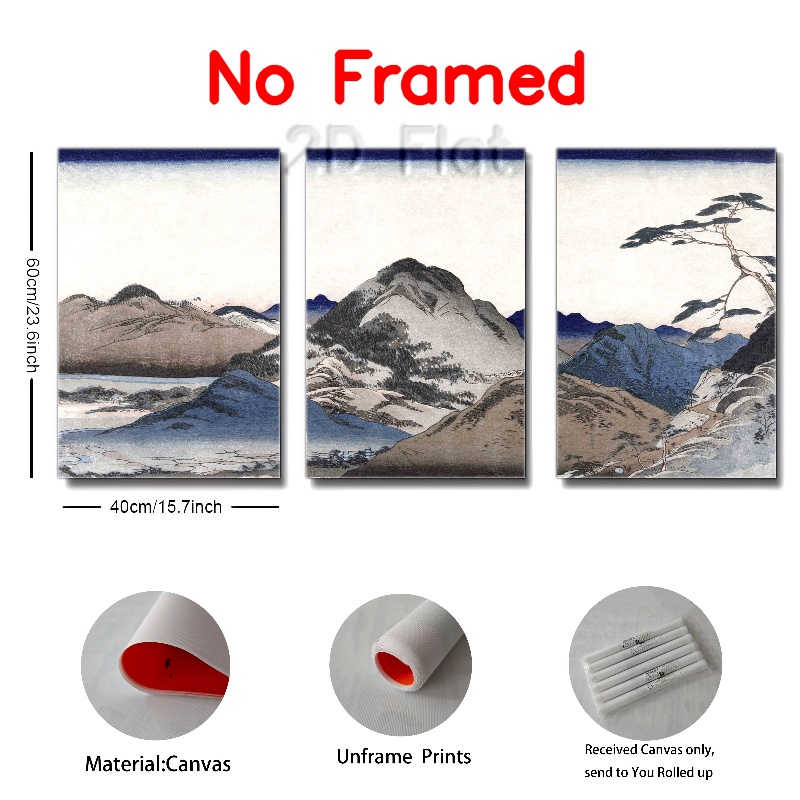 No Framed
2D Flat
60cm/23.6inch
40cm/15.7inch
Material:Canvas
Unframe Prints
Received Canvas only,
send to You Rolled up